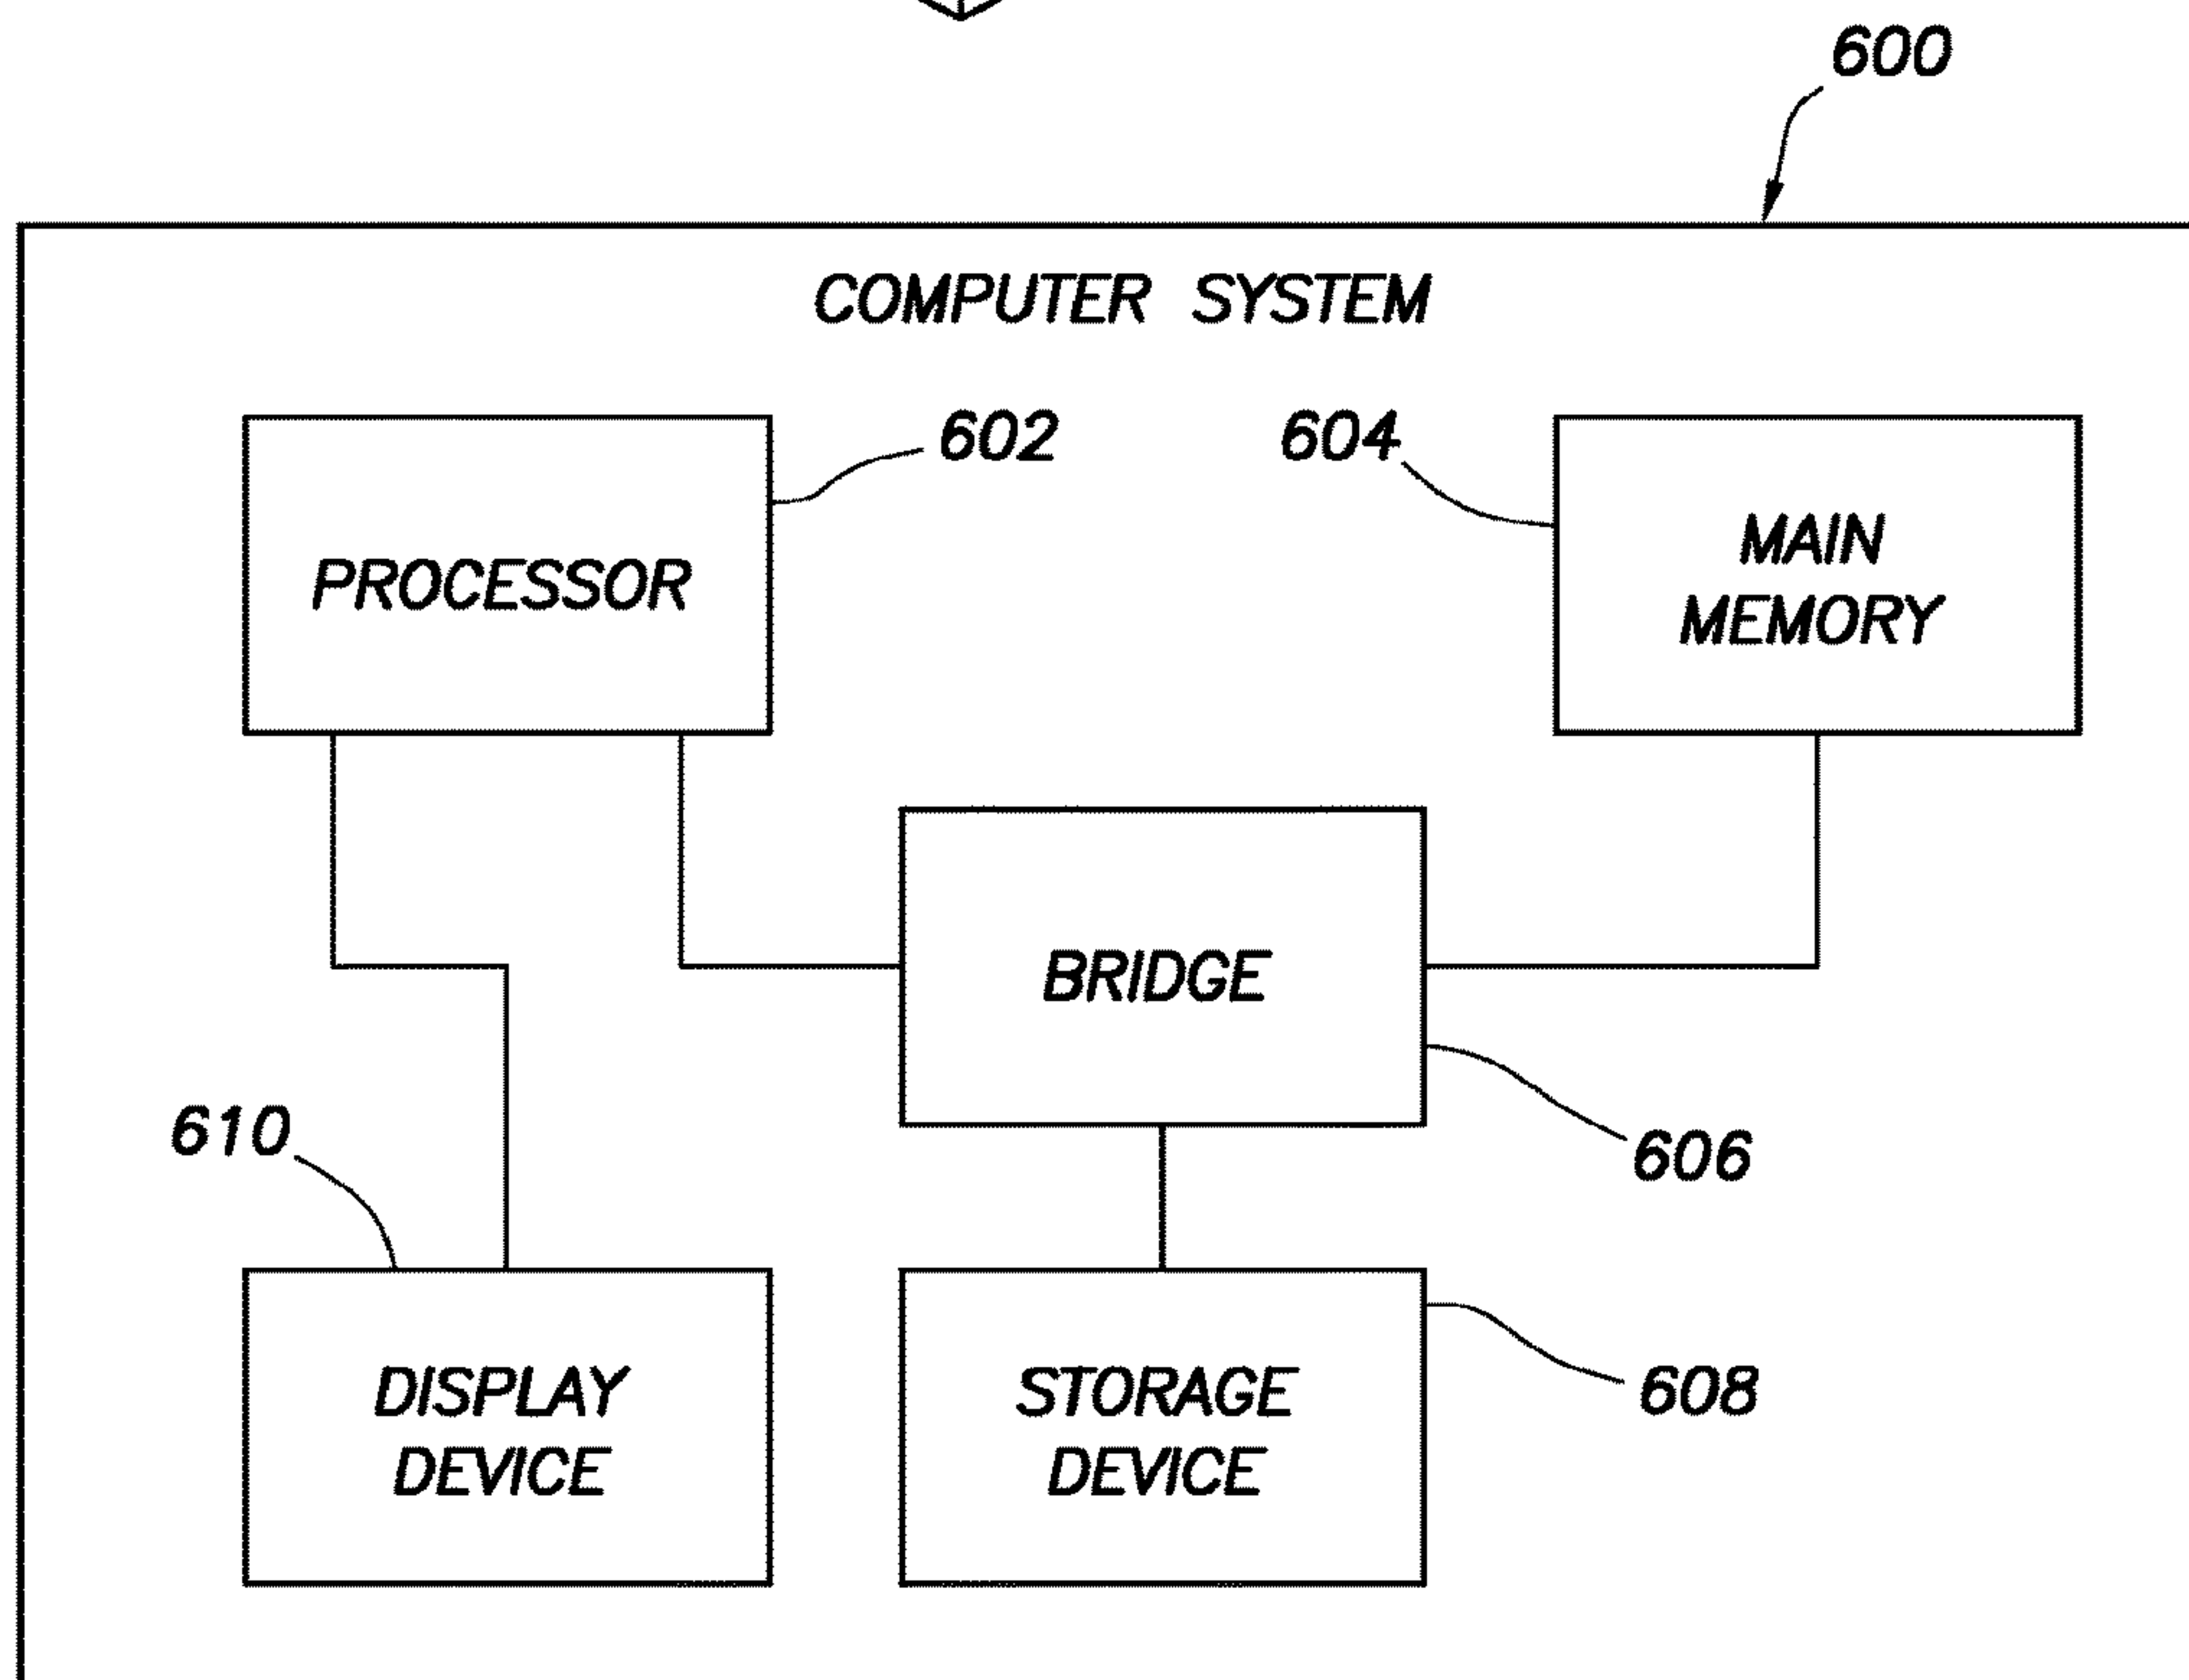 600
COMPUTER SYSTEM
602
604
PROCESSOR
MAIN
MEMORY
BRIDGE
610
606
DISPLAY
DEVICE
STORAGE
DEVICE
608